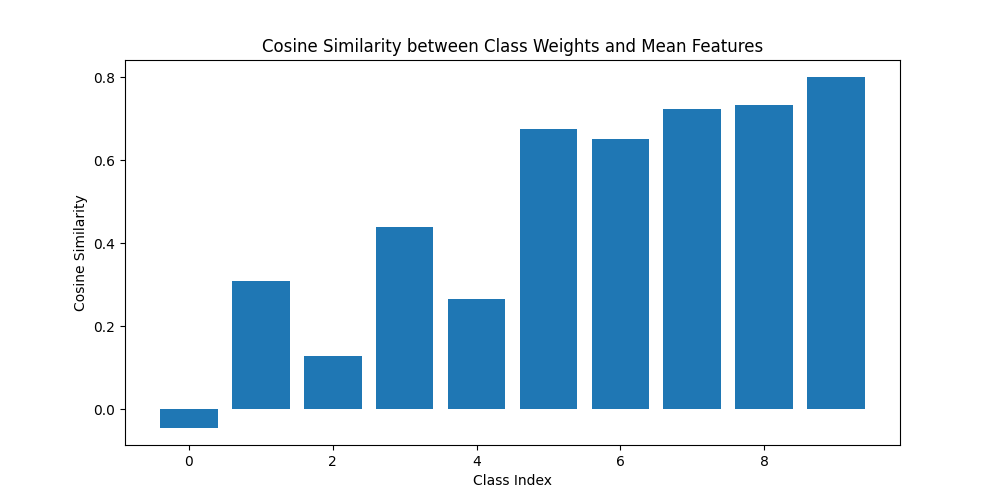 Cosine Similarity between Class Weights and Mean Features
Cosine Similarity
0.8
0.6
0.4
0.2
0.0
0 2 4 6 8
Class Index